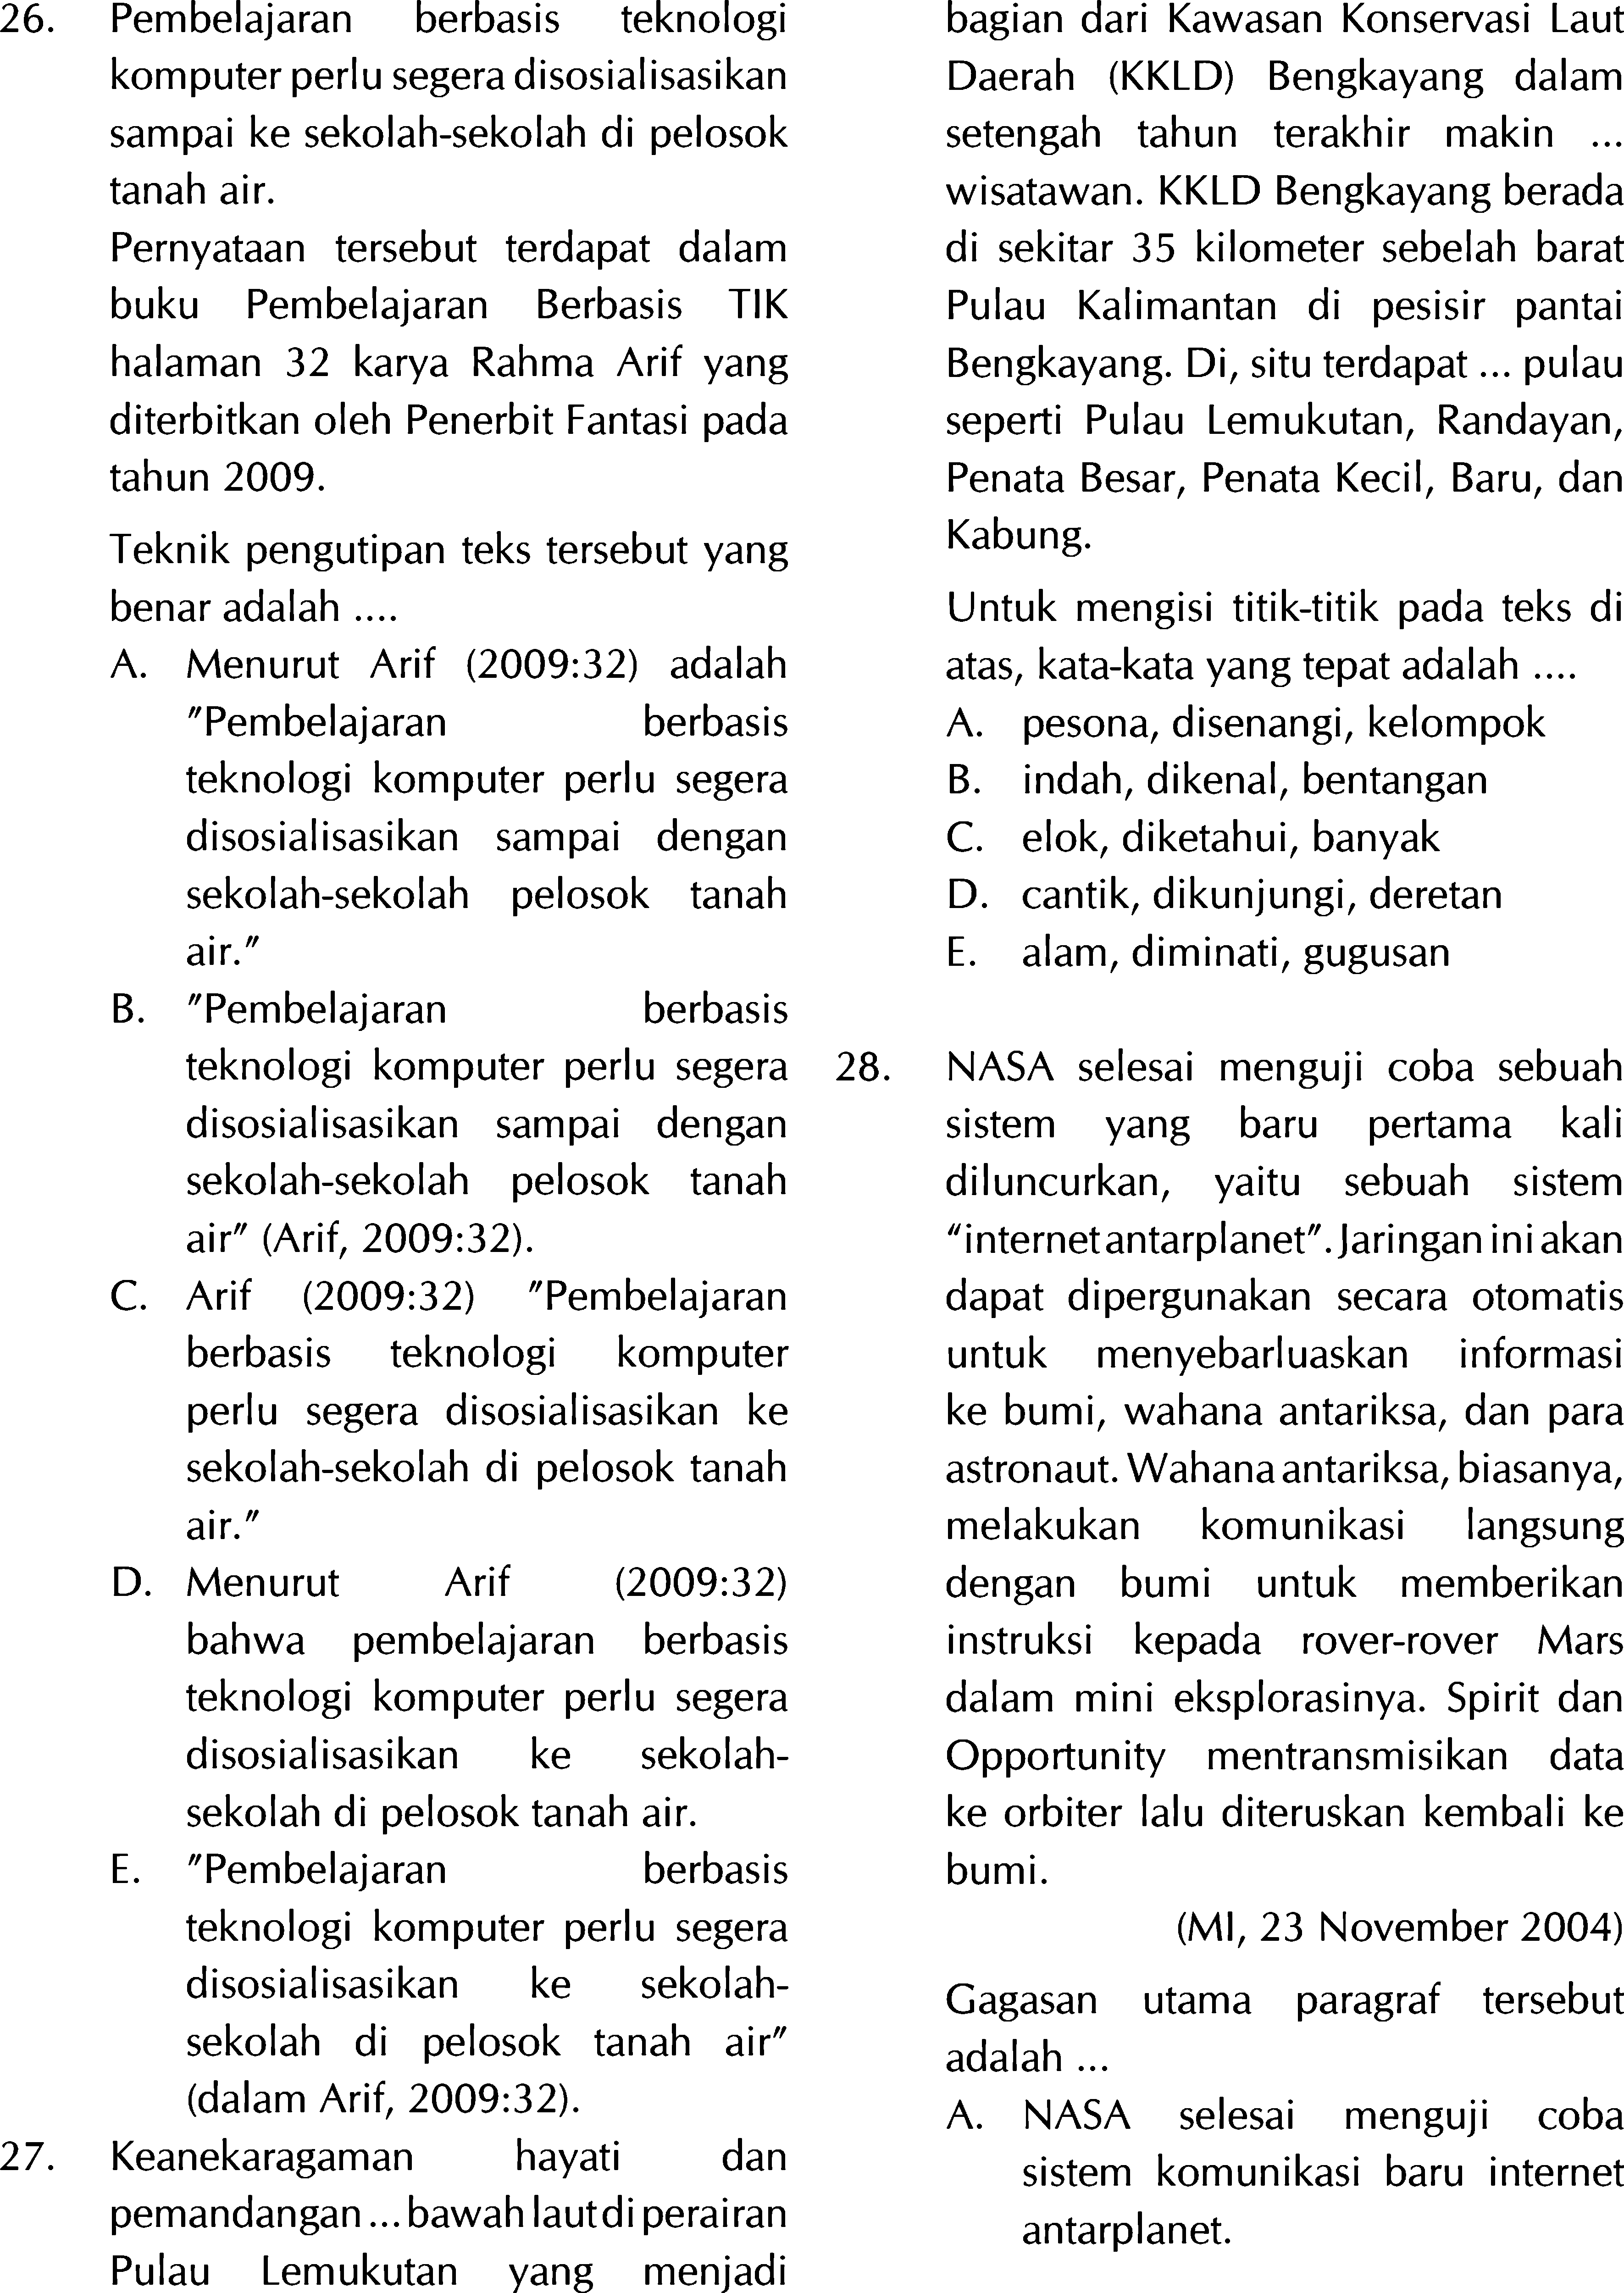 26. Pembelajaran berbasis teknologi
komputer perlu segera disosialisasikan
sampai ke sekolah-sekolah di pelosok
tanah air.
Pernyataan tersebut terdapat dalam
buku Pembelajaran Berbasis TIK
halaman 32 karya Rahma Arif yang
diterbitkan oleh Penerbit Fantasi pada
tahun 2009.
Teknik pengutipan teks tersebut yang
benar adalah ....
A. Menurut Arif (2009:32) adalah
"Pembelajaran berbasis
teknologi komputer perlu segera
disosialisasikan sampai dengan
sekolah-sekolah pelosok tanah
air."
B. "Pembelajaran berbasis
teknologi komputer perlu segera
disosialisasikan sampai dengan
sekolah-sekolah pelosok tanah
air" (Arif, 2009:32).
C. Arif (2009:32) "Pembelajaran
berbasis teknologi komputer
perlu segera disosialisasikan ke
sekolah-sekolah di pelosok tanah
air."
D. Menurut Arif (2009:32)
bahwa pembelajaran berbasis
teknologi komputer perlu segera
disosialisasikan ke sekolah-
sekolah di pelosok tanah air.
E. "Pembelajaran berbasis
teknologi komputer perlu segera
disosialisasikan ke sekolah-
sekolah di pelosok tanah air"
(dalam Arif, 2009:32).
27. Keanekaragaman hayati dan
pemandangan ... bawah laut di perairan
Pulau Lemukutan yang menjadi
bagian dari Kawasan Konservasi Laut
Daerah (KKLD) Bengkayang dalam
setengah tahun terakhir makin ...
wisatawan. KKLD Bengkayang berada
di sekitar 35 kilometer sebelah barat
Pulau Kalimantan di pesisir pantai
Bengkayang. Di, situ terdapat ... pulau
seperti Pulau Lemukutan, Randayan,
Penata Besar, Penata Kecil, Baru, dan
Kabung.
Untuk mengisi titik-titik pada teks di
atas, kata-kata yang tepat adalah ....
A. pesona, disenangi, kelompok
B. indah, dikenal, bentangan
C. elok, diketahui, banyak
D. cantik, dikunjungi, deretan
E. alam, diminati, gugusan
28. NASA selesai menguji coba sebuah
sistem yang baru pertama kali
diluncurkan, yaitu sebuah sistem
"internet antarplanet". Jaringan ini akan
dapat dipergunakan secara otomatis
untuk menyebarluaskan informasi
ke bumi, wahana antariksa, dan para
astronaut. Wahana antariksa, biasanya,
melakukan komunikasi langsung
dengan bumi untuk memberikan
instruksi kepada rover-rover Mars
dalam mini eksplorasinya. Spirit dan
Opportunity mentransmisikan data
ke orbiter lalu diteruskan kembali ke
bumi.
(MI, 23 November 2004)
Gagasan utama paragraf tersebut
adalah ...
A. NASA selesai menguji coba
sistem komunikasi baru internet
antarplanet.